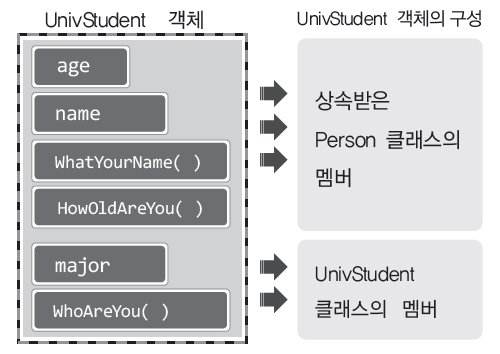 UnivStudent 객체
age
name
WhatYourName( )
HowOldAreYou( )
major
WhoAreYou( )
UnivStudent 객체의 구성
상속받은
Person 클래스의
멤버
UnivStudent
클래스의 멤버